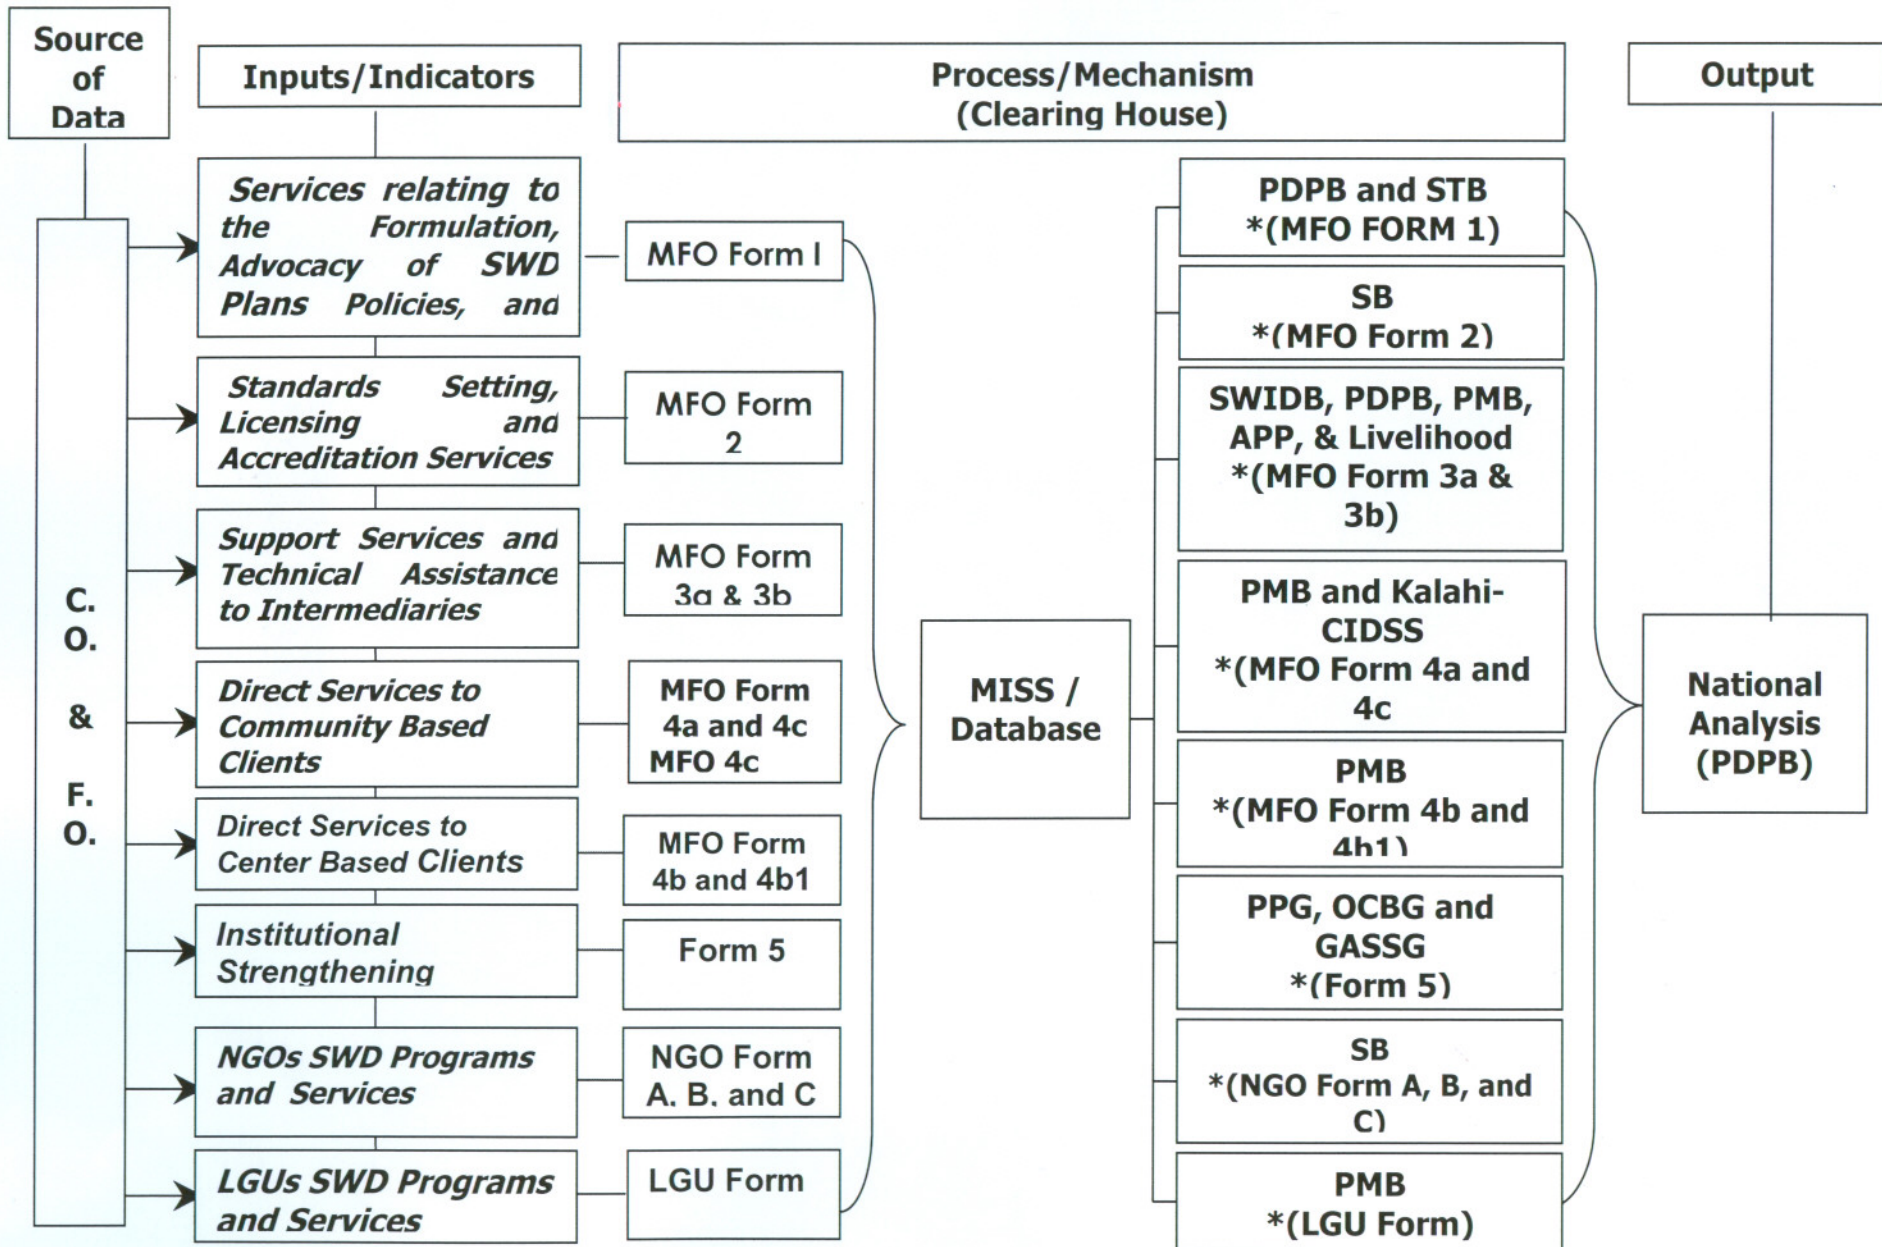 Source
of
Data
Inputs/Indicators
Process/Mechanism
(Clearing House)
Output
C.
O.
&
F.
O.
Services relating to
the Formulation,
Advocacy of SWD
Plans Policies, and
Standards Setting,
Licensing and
Accreditation Services
Support Services and
Technical Assistance
to Intermediaries
Direct Services to
Community Based
Clients
Direct Services to
Center Based Clients
Institutional
Strengthening
NGOs SWD Programs
and Services
LGUs SWD Programs
and Services
MFO Form I
MFO Form
2
MFO Form
3a & 3b
MFO Form
4a and 4c
MFO 4c
MFO Form
4b and 4b1
Form 5
NGO Form
A. B. and C
LGU Form
MISS /
Database
PDPB and STB
*(MFO FORM 1)
SB
*(MFO Form 2)
SWIDB, PDPB, PMB,
APP, & Livelihood
*(MFO Form 3a &
3b)
PMB and Kalahi-
CIDSS
*(MFO Form 4a and
4c
PMB
*(MFO Form 4b and
4b1)
PPG, OCBG and
GASSG
*(Form 5)
SB
*(NGO Form A, B, and
C)
PMB
*(LGU Form)
National
Analysis
(PDPB)